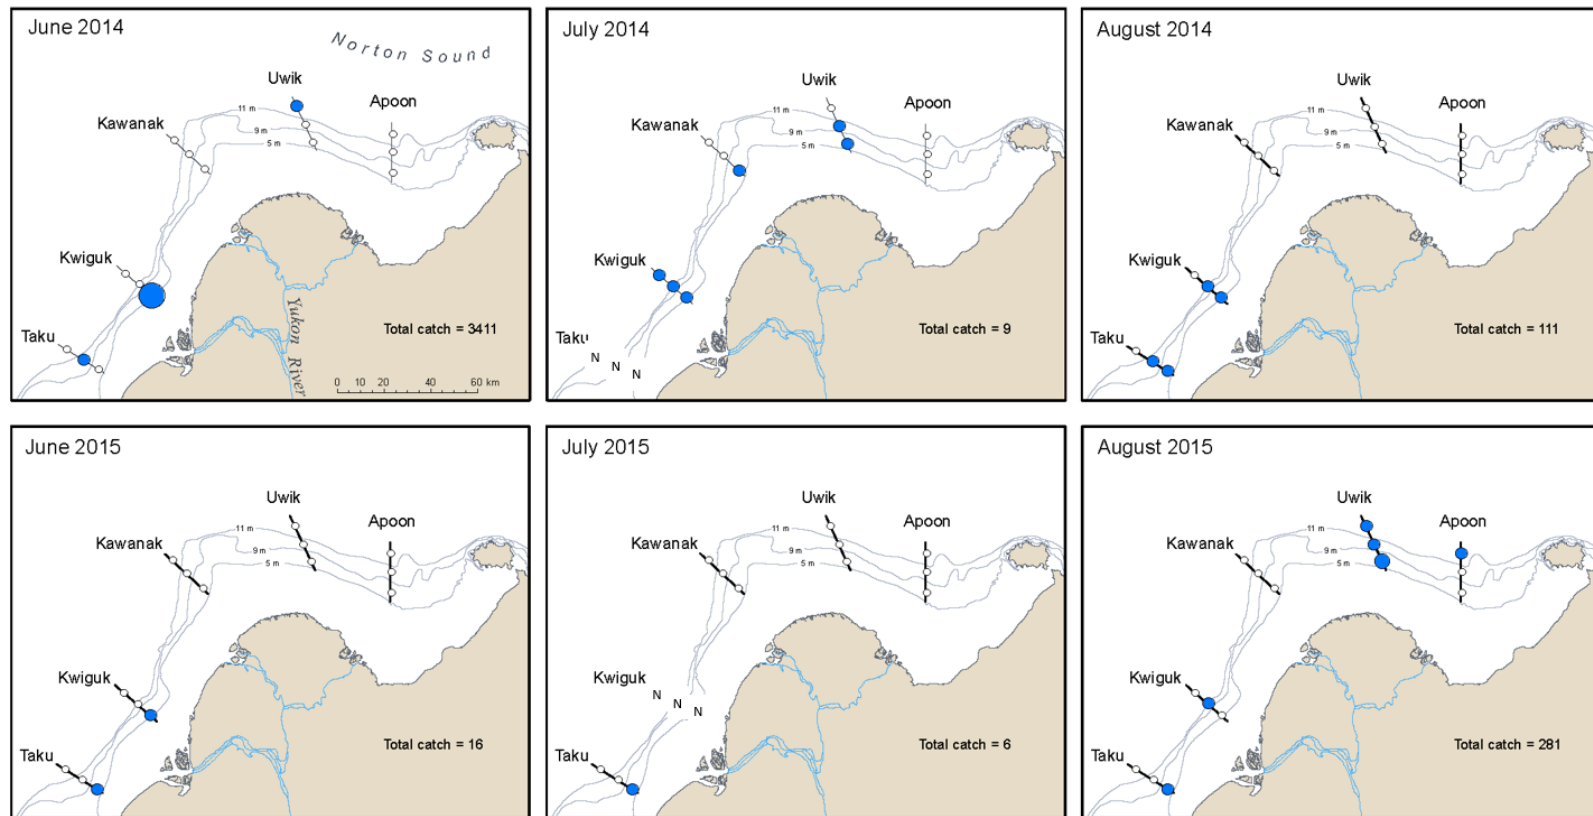 June 2014
Norton Sound
Uwik
Apoon
Kawanak
11 m
9 m
5 m
Kwiguk
Taku
Yukon River
Total catch = 3411
0 10 20 40 60 km
July 2014
Uwik
Apoon
Kawanak
11 m
9 m
5 m
Kwiguk
Taku
N
N
N
Total catch = 9
August 2014
Uwik
Apoon
Kawanak
11 m
9 m
5 m
Kwiguk
Taku
Total catch = 111
June 2015
Uwik
Apoon
Kawanak
11 m
9 m
5 m
Kwiguk
Taku
Total catch = 16
July 2015
Uwik
Apoon
Kawanak
11 m
9 m
5 m
Kwiguk
N
N
N
Taku
Total catch = 6
August 2015
Uwik
Apoon
Kawanak
11 m
9 m
5 m
Kwiguk
Taku
Total catch = 281